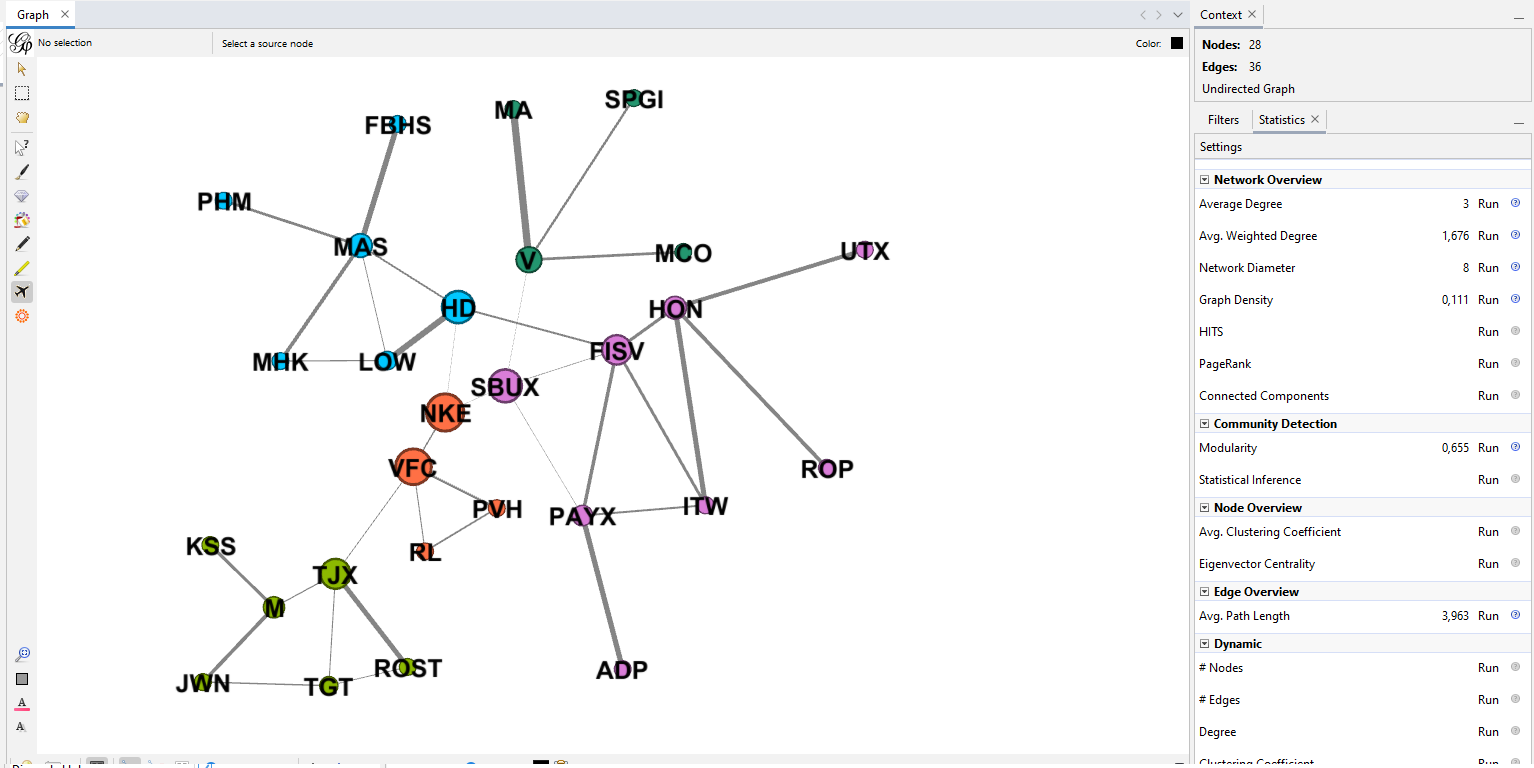 Graph
Context
No selection
Select a source node
Color:
Nodes: 28
Edges: 36
Undirected Graph
Filters
Statistics
Settings
Network Overview
Average Degree 3 Run
Avg. Weighted Degree 1,676 Run
Network Diameter 8 Run
Graph Density 0,111 Run
HITS Run
PageRank Run
Connected Components Run
Community Detection
Modularity 0,655 Run
Statistical Inference Run
Node Overview
Avg. Clustering Coefficient Run
Eigenvector Centrality Run
Edge Overview
Avg. Path Length 3,963 Run
Dynamic
# Nodes Run
# Edges Run
Degree Run
Clustering Coefficient
SPGI
MA
FBHS
PHM
MAS
V
MCO
UTX
HD
HON
FISV
MHK
LOW
SBUX
NKE
VFC
ROP
PVH
PAYX
ITW
KSS
RL
TJX
M
ROST
ADP
JWN
TGT